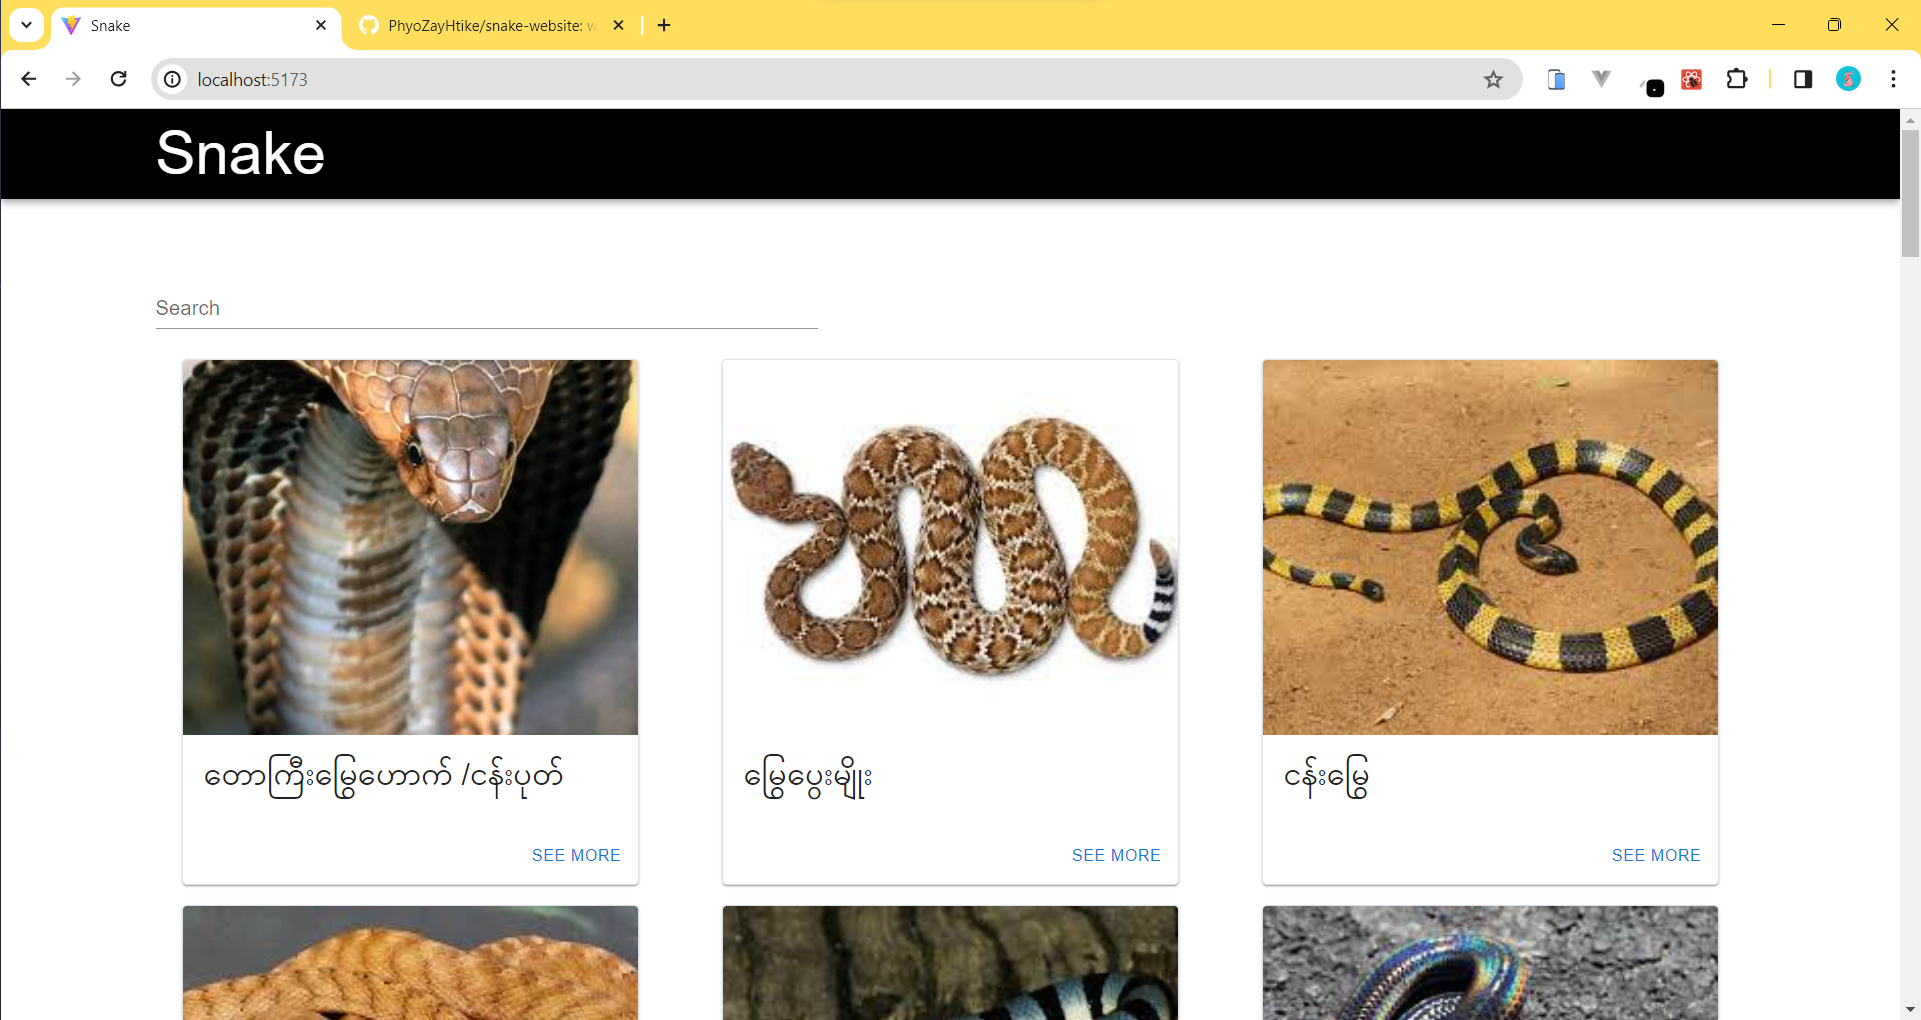 Snake
PhyoZayHtike/snake-website:
localhost:5173
Snake
Search
တောကြီးမြွေဟောက် /ငန်းပုတ်
SEE MORE
မြွေပွေးမျိုး
SEE MORE
ငန်းမြွေ
SEE MORE